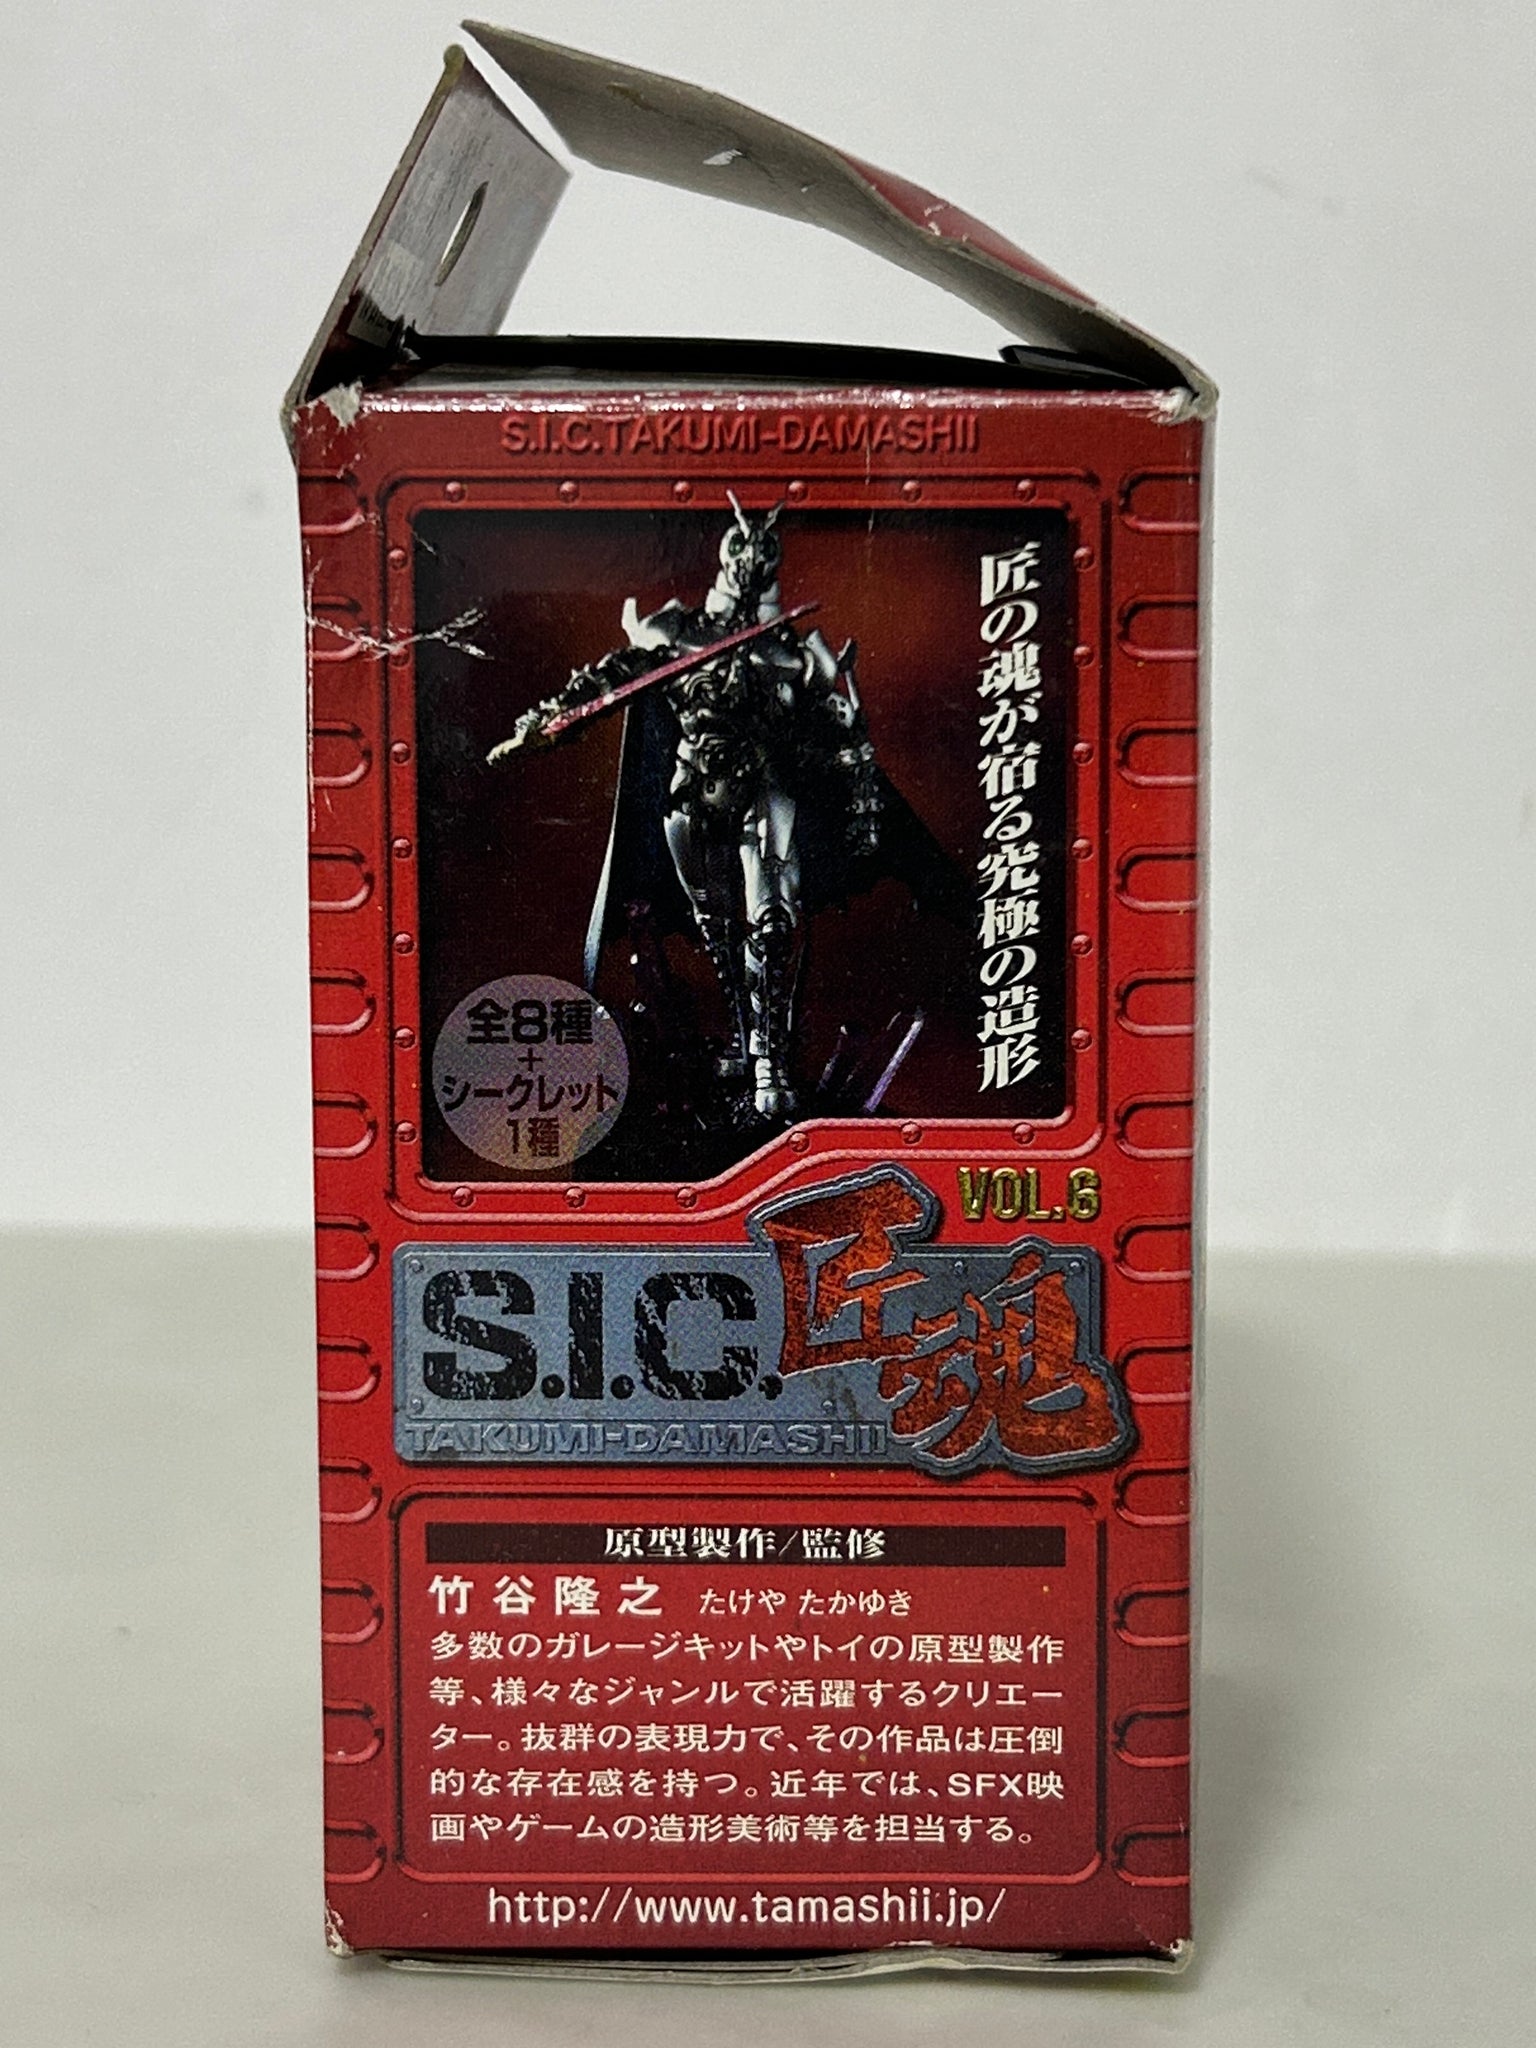 S.I.C.TAKUMI-DAMASHII
匠の魂が宿る究極の造形
全8種
+
シークレット
1種
VOL.6
S.I.C.匠魂
TAKUMI-DAMASHII
原型製作/監修
竹谷隆之 たけや たかゆき
多数のガレージキットやトイの原型製作
等、様々なジャンルで活躍するクリエー
ター。抜群の表現力で、その作品は圧倒
的な存在感を持つ。近年では、SFX映
画やゲームの造形美術等を担当する。
http://www.tamashii.jp/